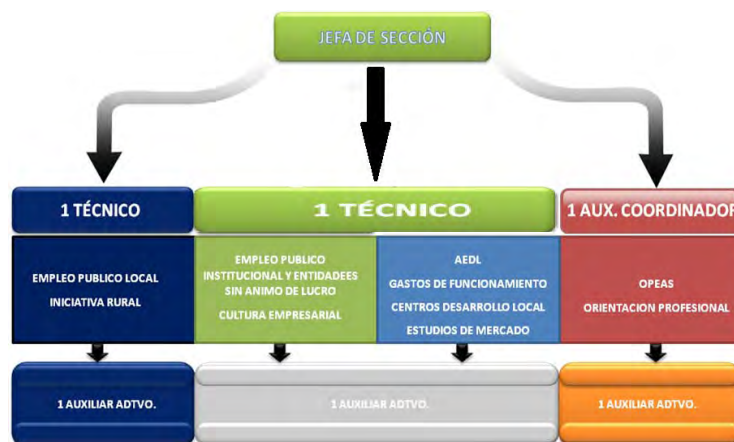 JEFA DE SECCIÓN
1 TÉCNICO
1 TÉCNICO
1 AUX. COORDINADOR
EMPLEO PUBLICO LOCAL
INICIATIVA RURAL
EMPLEO PUBLICO
INSTITUCIONAL Y ENTIDADEES
SIN ANIMO DE LUCRO
CULTURA EMPRESARIAL
AEDL
GASTOS DE FUNCIONAMIENTO
CENTROS DESARROLLO LOCAL
ESTUDIOS DE MERCADO
OPEAS
ORIENTACION PROFESIONAL
1 AUXILIAR ADTVO.
1 AUXILIAR ADTVO.
1 AUXILIAR ADTVO.